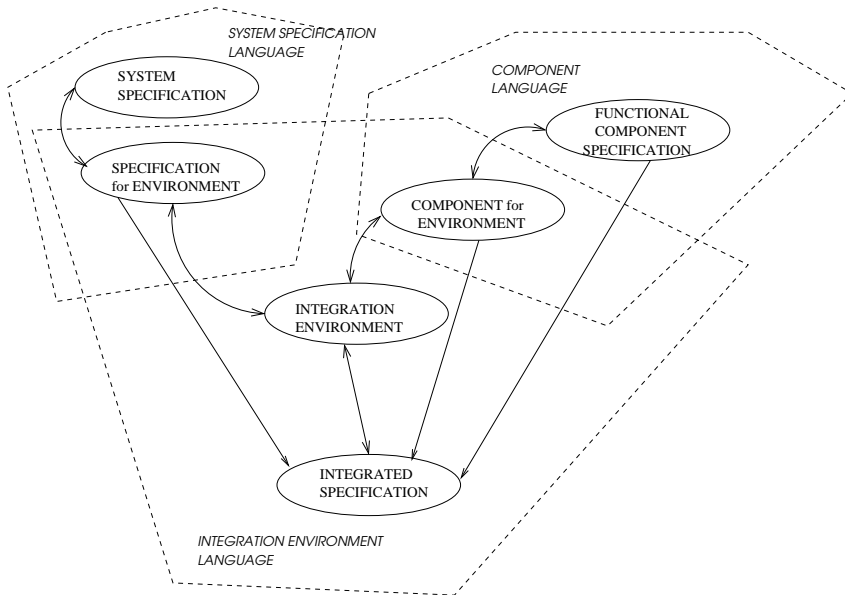 SYSTEM SPECIFICATION
LANGUAGE
SYSTEM
SPECIFICATION
COMPONENT
LANGUAGE
FUNCTIONAL
COMPONENT
SPECIFICATION
SPECIFICATION
for ENVIRONMENT
COMPONENT for
ENVIRONMENT
INTEGRATION
ENVIRONMENT
INTEGRATED
SPECIFICATION
INTEGRATION ENVIRONMENT
LANGUAGE